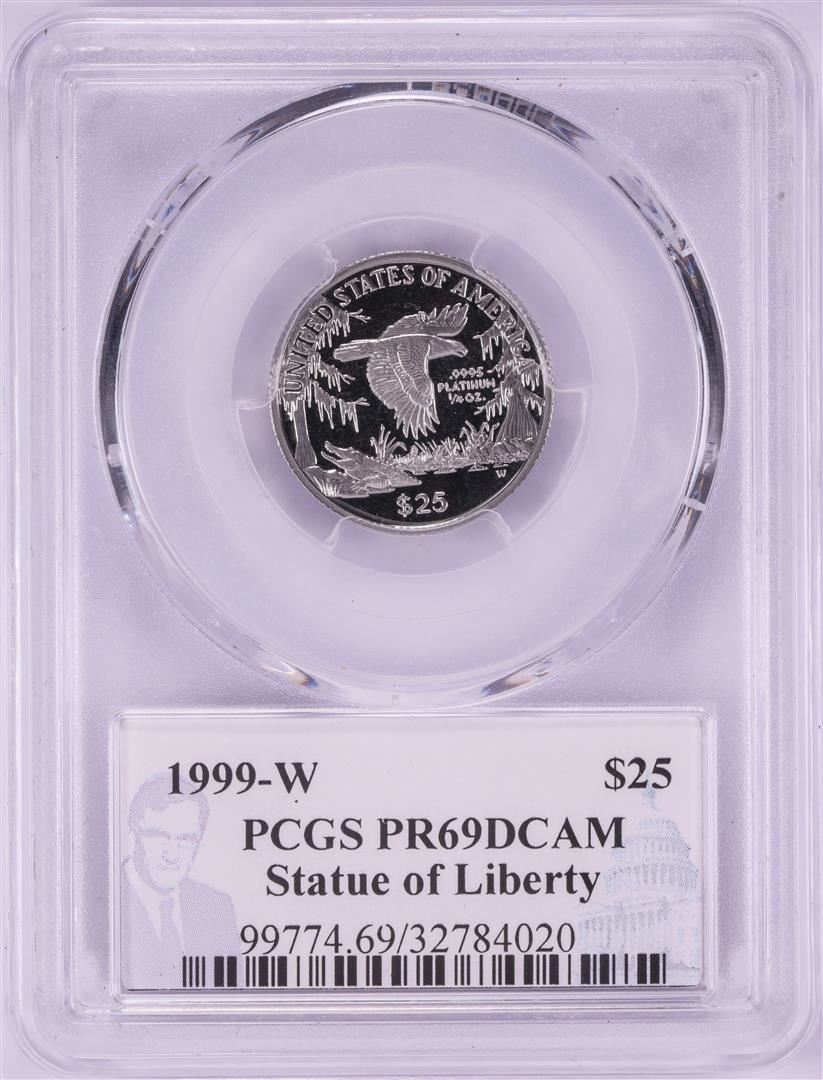 UNITED STATES OF AMERICA
.9995
PLATINUM
1/4 OZ.
W
$25
1999-W $25
PCGS PR69DCAM
Statue of Liberty
99774.69/32784020